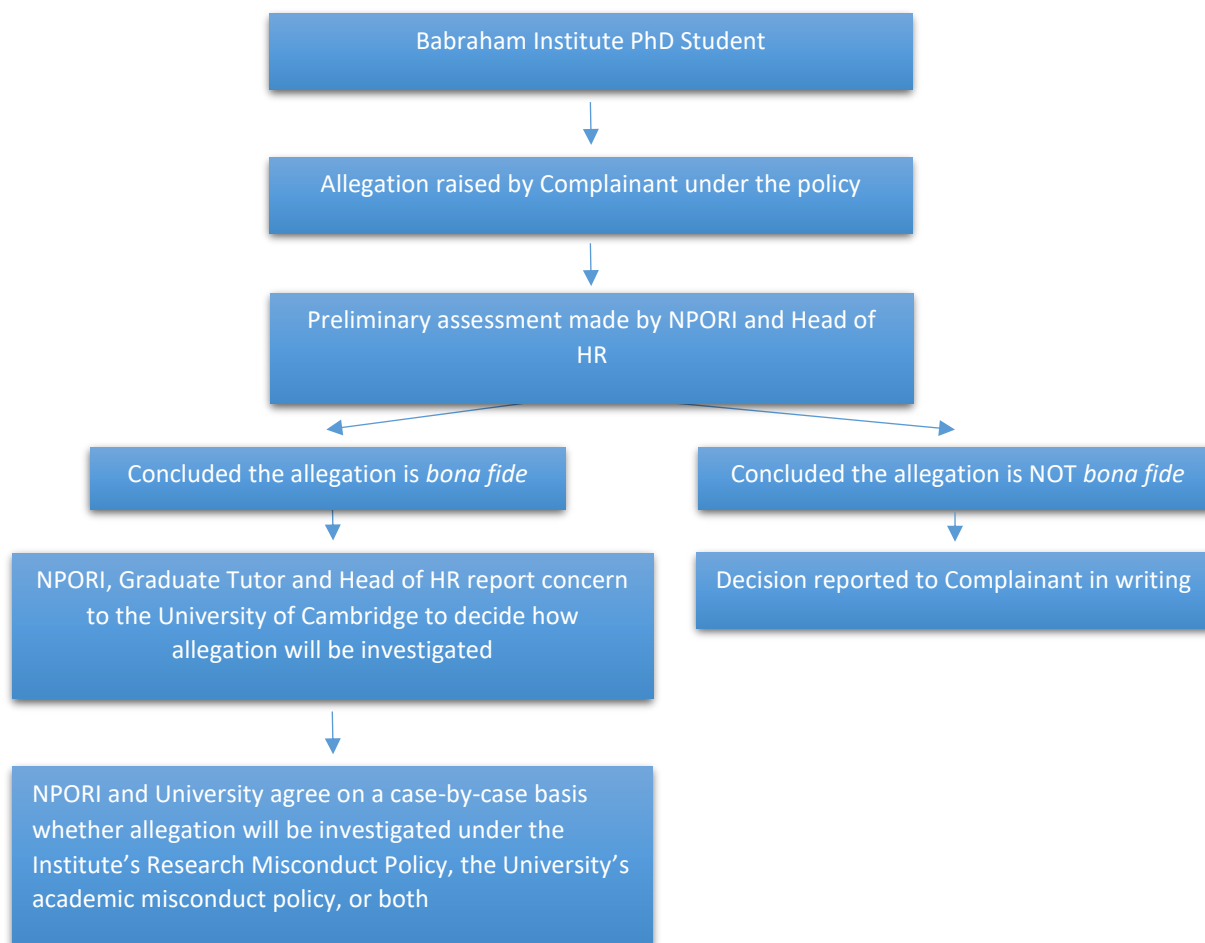 Babraham Institute PhD Student
Allegation raised by Complainant under the policy
Preliminary assessment made by NPORI and Head of
HR
Concluded the allegation is bona fide
Concluded the allegation is NOT bona fide
NPORI, Graduate Tutor and Head of HR report concern
to the University of Cambridge to decide how
allegation will be investigated
Decision reported to Complainant in writing
NPORI and University agree on a case-by-case basis
whether allegation will be investigated under the
Institute’s Research Misconduct Policy, the University’s
academic misconduct policy, or both